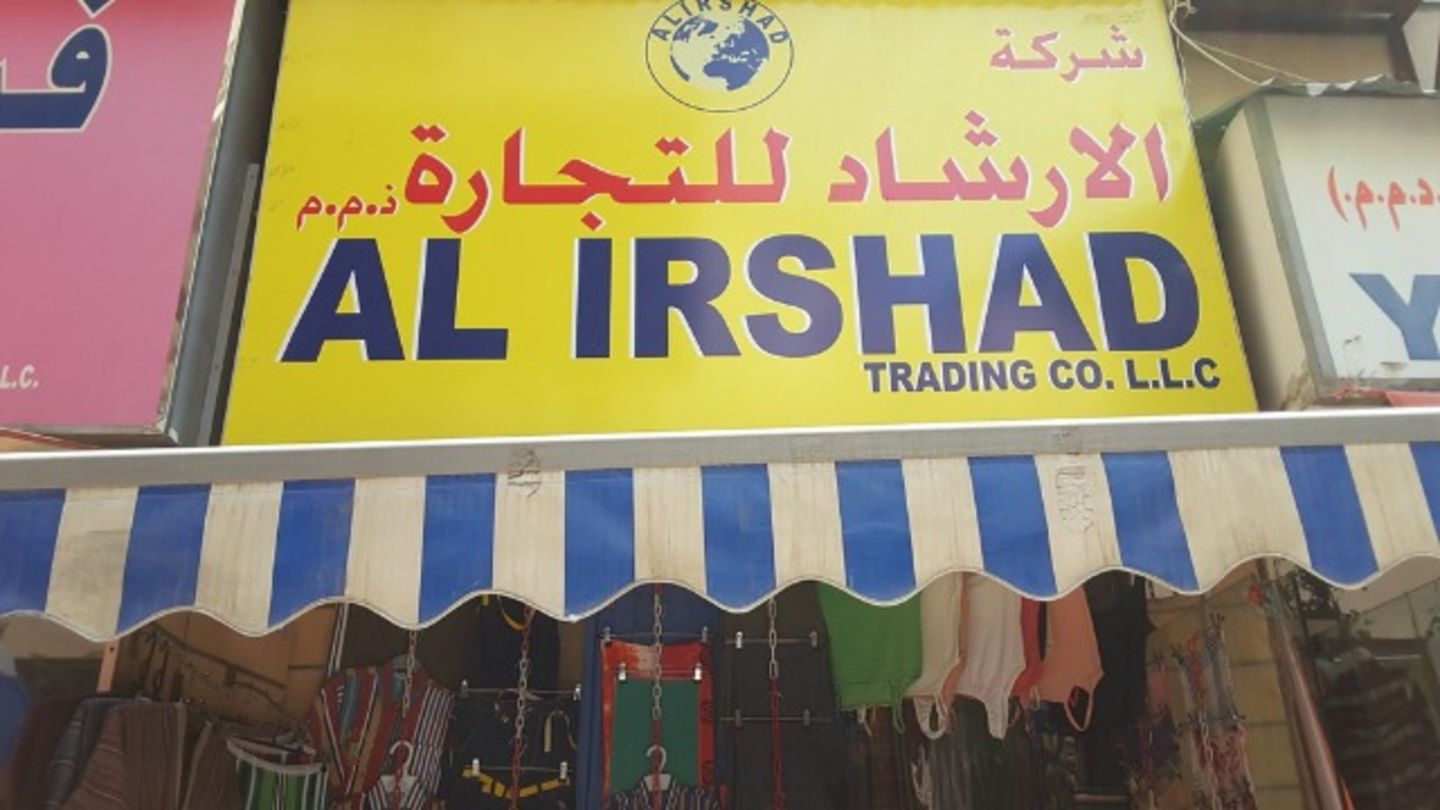 ALIRSHAD
شركة
الارشاد للتجارة ذ.م.م
AL IRSHAD
TRADING CO. L.L.C
L.C.
Y